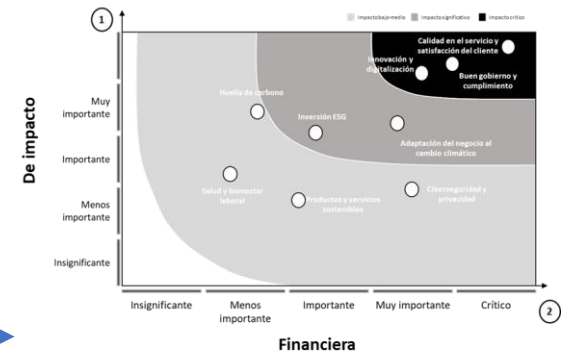 1
Impacto bajo-medio
Impacto significativo
Impacto crítico
Calidad en el servicio y
satisfacción del cliente
Innovación y
digitalización
Buen gobierno y
cumplimiento
Huella de carbono
Inversión ESG
Adaptación del negocio al
cambio climático
Salud y bienestar
laboral
Productos y servicios
sostenibles
Ciberseguridad y
privacidad
De impacto
Muy
importante
Importante
Menos
importante
Insignificante
Insignificante
Menos
importante
Importante
Muy importante
Crítico
2
Financiera